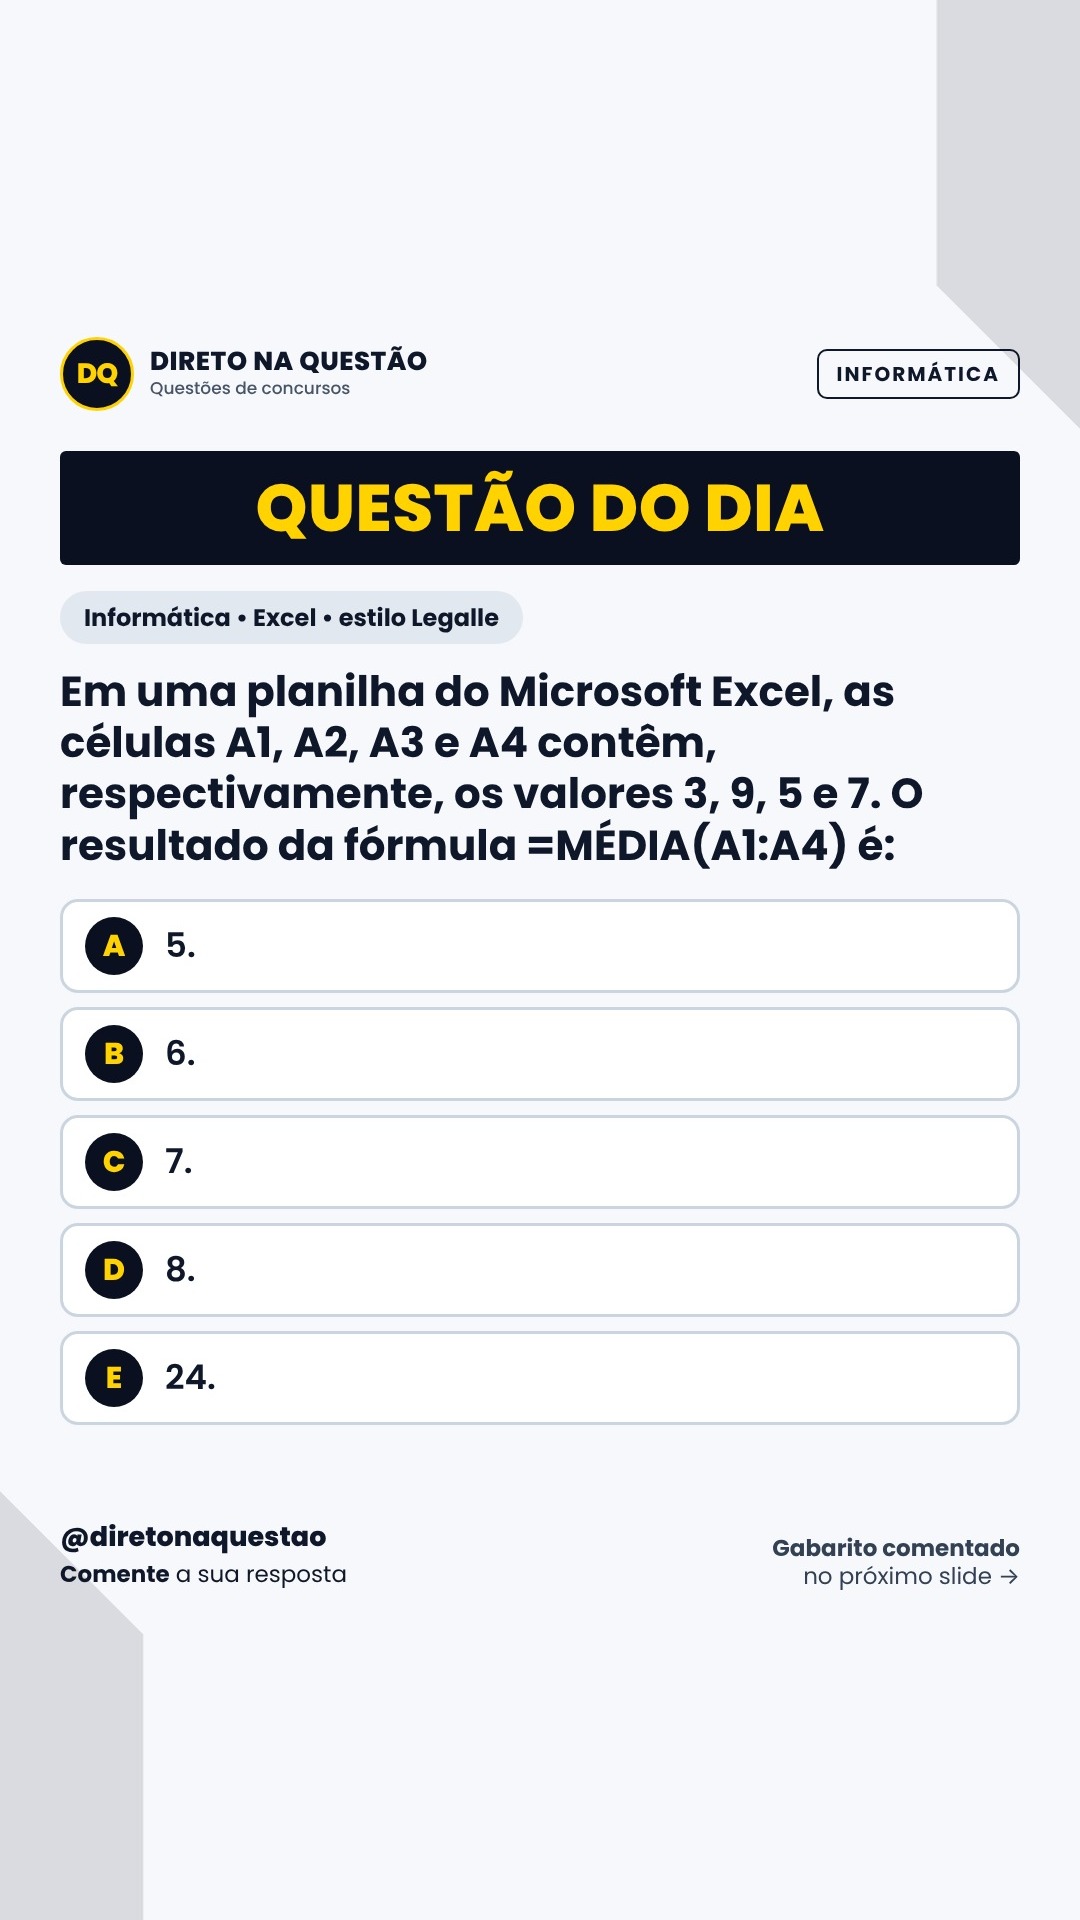 DQ
DIRETO NA QUESTÃO
Questões de concursos
INFORMÁTICA
QUESTÃO DO DIA
Informática • Excel • estilo Legalle
Em uma planilha do Microsoft Excel, as
células A1, A2, A3 e A4 contêm,
respectivamente, os valores 3, 9, 5 e 7. O
resultado da fórmula =MÉDIA(A1:A4) é:
A 5.
B 6.
C 7.
D 8.
E 24.
@diretonaquestao
Comente a sua resposta
Gabarito comentado
no próximo slide →